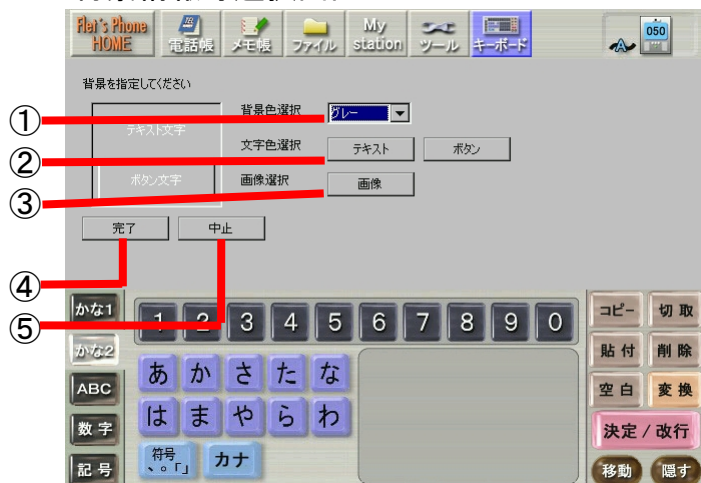 Flet's Phone HOME 電話帳 メモ帳 ファイル My station ツール キーボード 050
背景を指定してください
① 背景色選択 グレー
テキスト文字
② 文字色選択 テキスト ボタン
ボタン文字
③ 画像選択 画像
完了 中止
④
⑤
かな1 1 2 3 4 5 6 7 8 9 0 コピー 切取
かな2 あ か さ た な 貼付 削除
ABC は ま や ら わ 空白 変換
数字 決定 / 改行
記号 符号 、。「」 カナ 移動 隠す